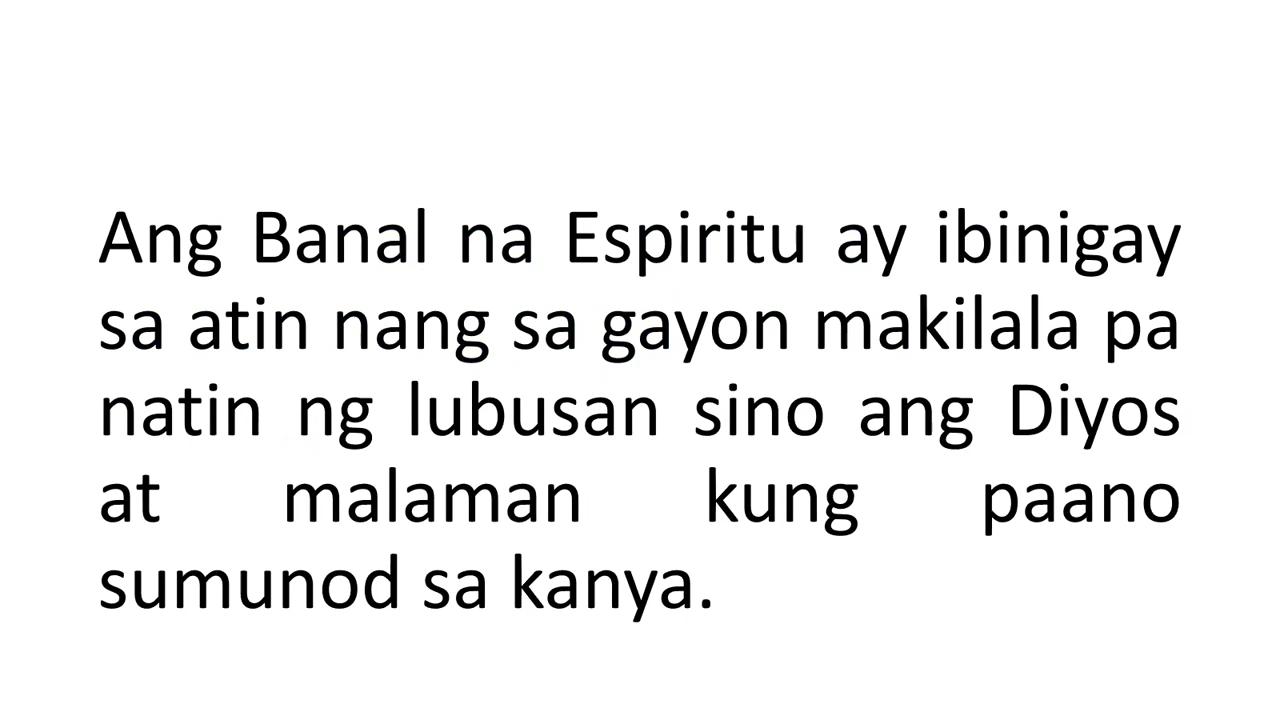 Ang Banal na Espiritu ay ibinigay
sa atin nang sa gayon makilala pa
natin ng lubusan sino ang Diyos
at malaman kung paano
sumunod sa kanya.